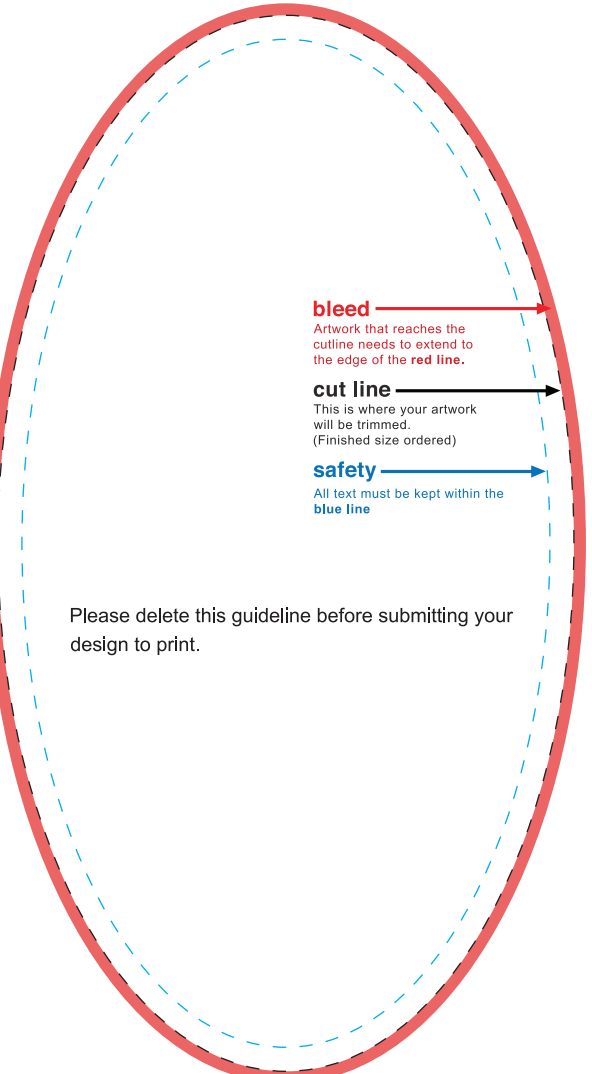 bleed
Artwork that reaches the
cutline needs to extend to
the edge of the red line.
cut line
This is where your artwork
will be trimmed.
(Finished size ordered)
safety
All text must be kept within the
blue line
Please delete this guideline before submitting your
design to print.